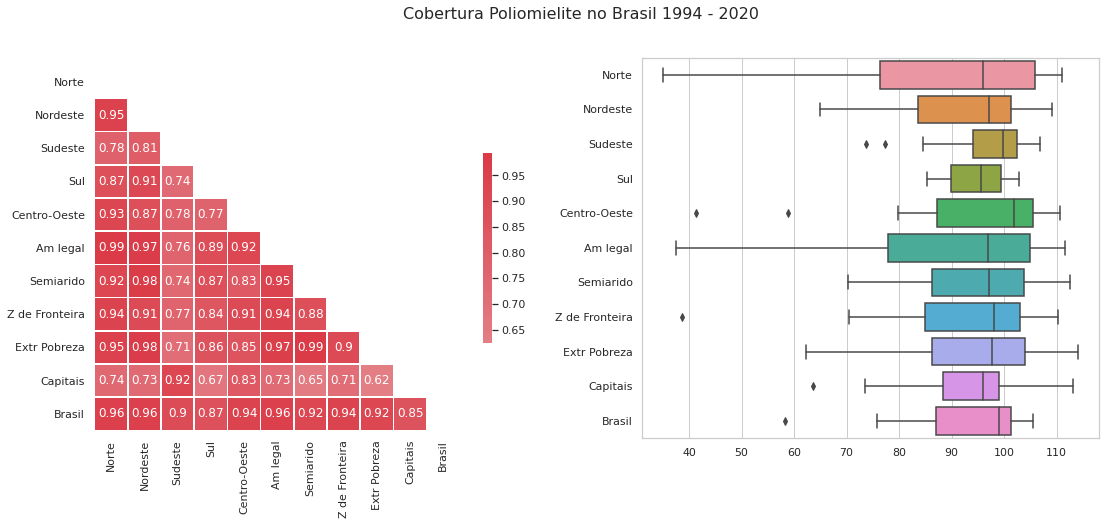 Cobertura Poliomielite no Brasil 1994 - 2020
Norte
Nordeste 0.95
Sudeste 0.78 0.81
Sul 0.87 0.91 0.74
Centro-Oeste 0.93 0.87 0.78 0.77
Am legal 0.99 0.97 0.76 0.89 0.92
Semiarido 0.92 0.98 0.74 0.87 0.83 0.95
Z de Fronteira 0.94 0.91 0.77 0.84 0.91 0.94 0.88
Extr Pobreza 0.95 0.98 0.71 0.86 0.85 0.97 0.99 0.9
Capitais 0.74 0.73 0.92 0.67 0.83 0.73 0.65 0.71 0.62
Brasil 0.96 0.96 0.9 0.87 0.94 0.96 0.92 0.94 0.92 0.85
Norte
Nordeste
Sudeste
Sul
Centro-Oeste
Am legal
Semiarido
Z de Fronteira
Extr Pobreza
Capitais
Brasil
0.95
0.90
0.85
0.80
0.75
0.70
0.65
Norte
Nordeste
Sudeste
Sul
Centro-Oeste
Am legal
Semiarido
Z de Fronteira
Extr Pobreza
Capitais
Brasil
40 50 60 70 80 90 100 110